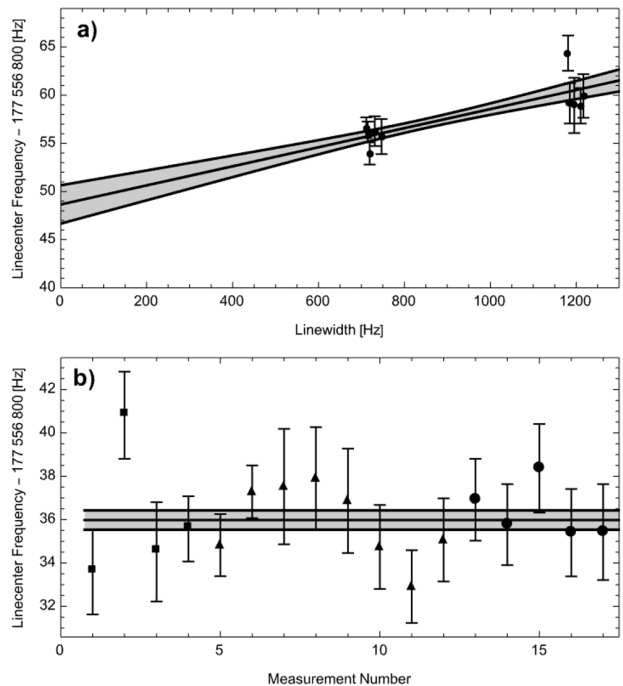 a)
Linecenter Frequency – 177 556 800 [Hz]
65
60
55
50
45
40
0 200 400 600 800 1000 1200
Linewidth [Hz]
b)
Linecenter Frequency – 177 556 800 [Hz]
42
40
38
36
34
32
0 5 10 15
Measurement Number